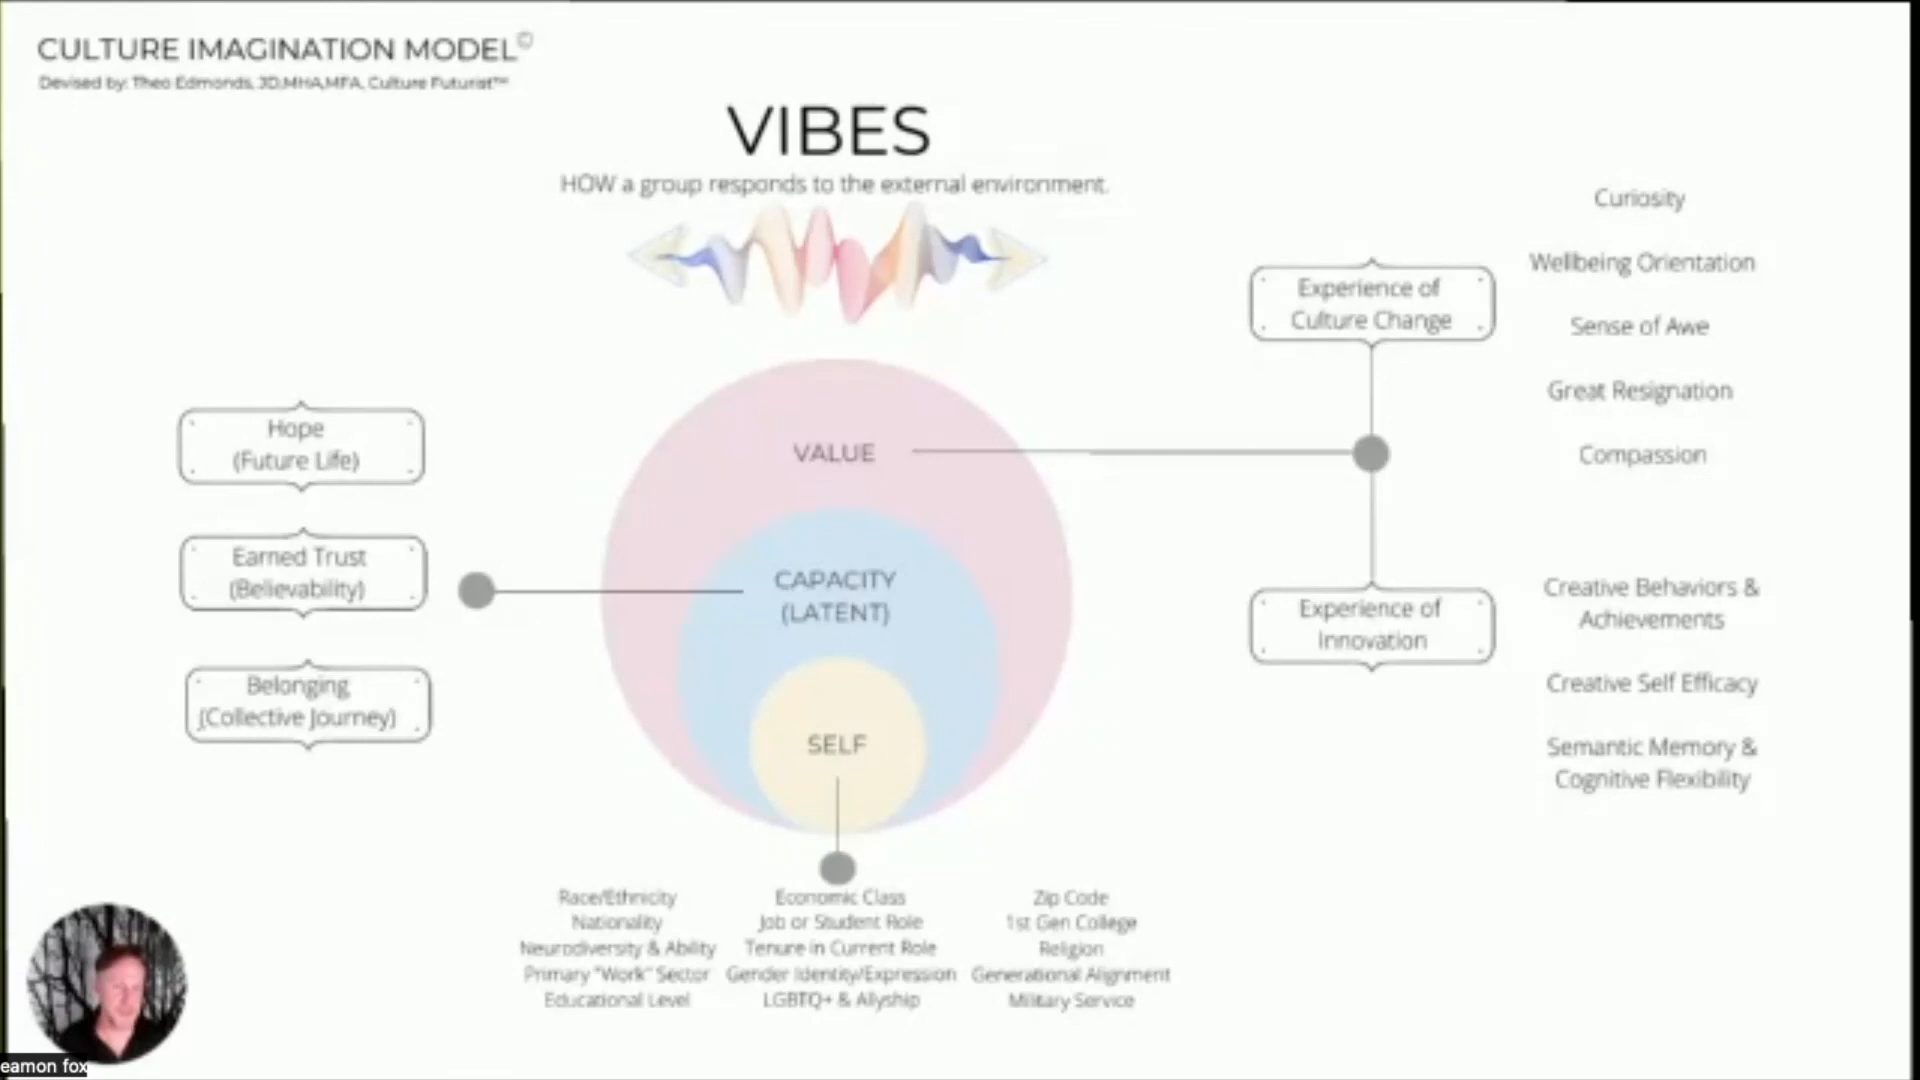 CULTURE IMAGINATION MODEL©
Devised by: Theo Edmonds, JD,MHA,MFA, Culture Futurist™
VIBES
HOW a group responds to the external environment.
Hope
(Future Life)
Earned Trust
(Believability)
Belonging
(Collective Journey)
VALUE
CAPACITY
(LATENT)
SELF
Experience of
Culture Change
Curiosity
Wellbeing Orientation
Sense of Awe
Great Resignation
Compassion
Experience of
Innovation
Creative Behaviors &
Achievements
Creative Self Efficacy
Semantic Memory &
Cognitive Flexibility
Race/Ethnicity
Nationality
Neurodiversity & Ability
Primary "Work" Sector
Educational Level
Economic Class
Job or Student Role
Tenure in Current Role
Gender Identity/Expression
LGBTQ+ & Allyship
Zip Code
1st Gen College
Religion
Generational Alignment
Military Service
eamon fox